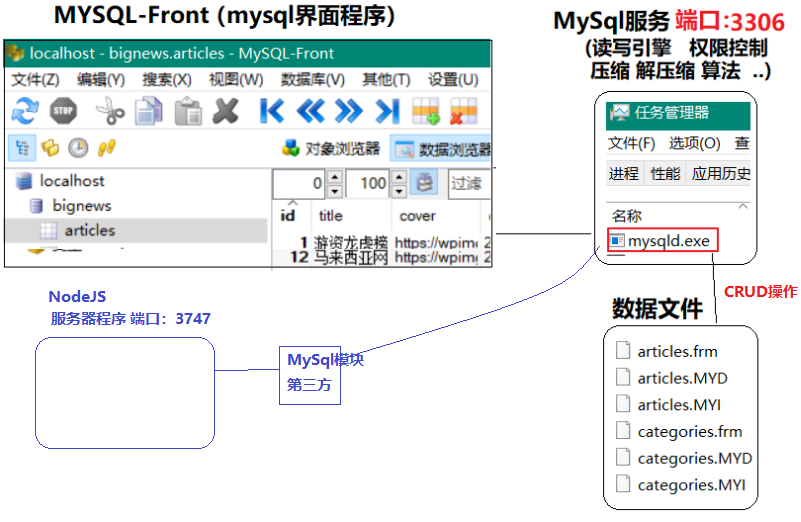 MYSQL-Front (mysql界面程序)
localhost - bignews.articles - MySQL-Front
文件(Z) 编辑(Y) 搜索(X) 视图(W) 数据库(V) 其他(T) 设置(U)
STOP
对象浏览器 数据浏览器
localhost
bignews
articles
0 100 过滤
id title cover
1 游资龙虎榜 https://wpimg
12 马来西亚网 https://wpimg
MySql服务 端口:3306
(读写引擎 权限控制
压缩 解压缩 算法 ..)
任务管理器
文件(F) 选项(O) 查
进程 性能 应用历史
名称
mysqld.exe
CRUD操作
数据文件
articles.frm
articles.MYD
articles.MYI
categories.frm
categories.MYD
categories.MYI
NodeJS
服务器程序 端口：3747
MySql模块
第三方